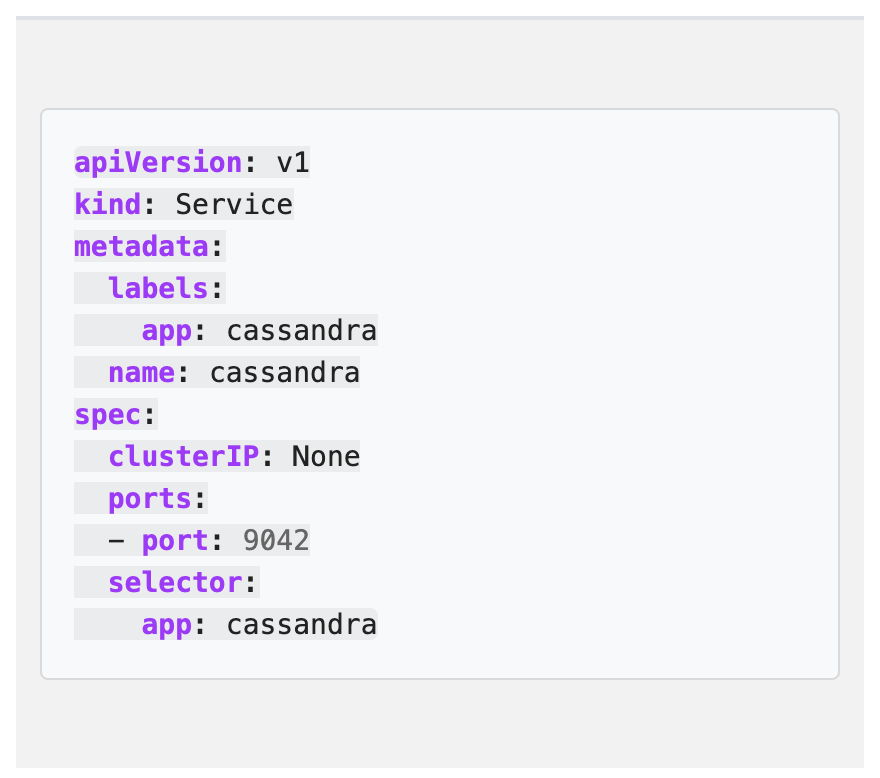 apiVersion: v1
kind: Service
metadata:
  labels:
    app: cassandra
  name: cassandra
spec:
  clusterIP: None
  ports:
  - port: 9042
  selector:
    app: cassandra